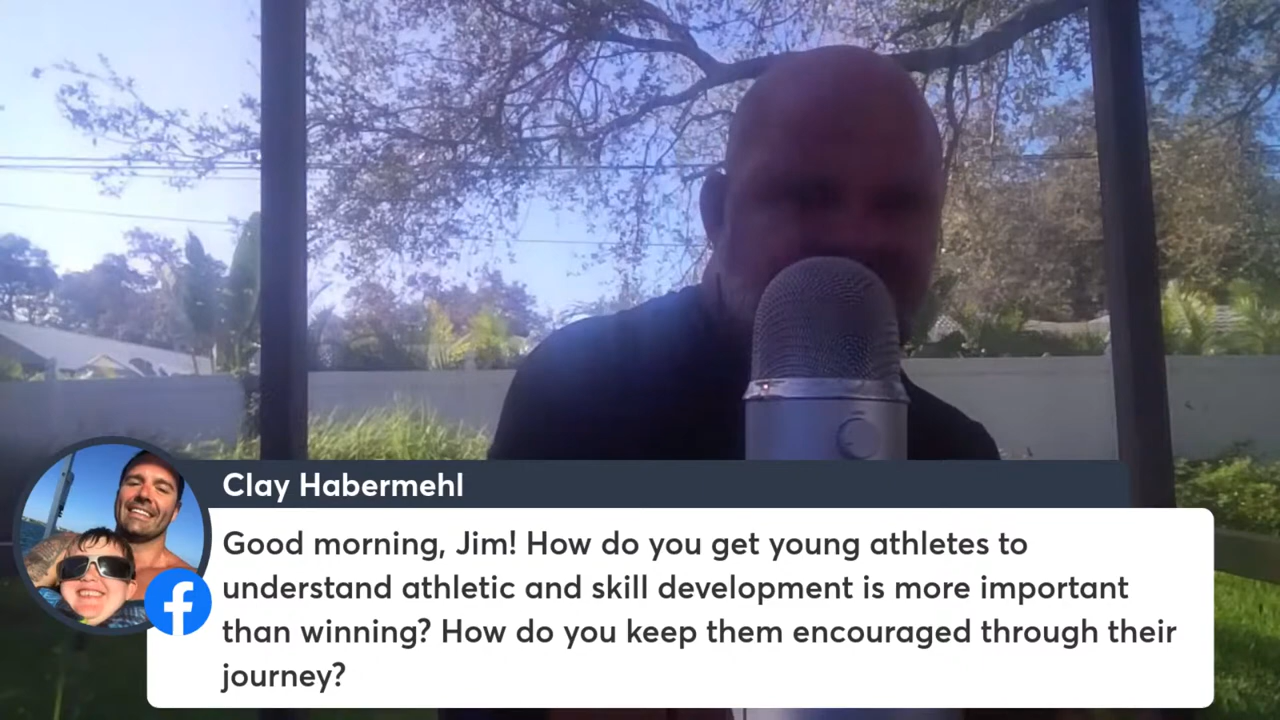 Clay Habermehl
Good morning, Jim! How do you get young athletes to
understand athletic and skill development is more important
than winning? How do you keep them encouraged through their
journey?